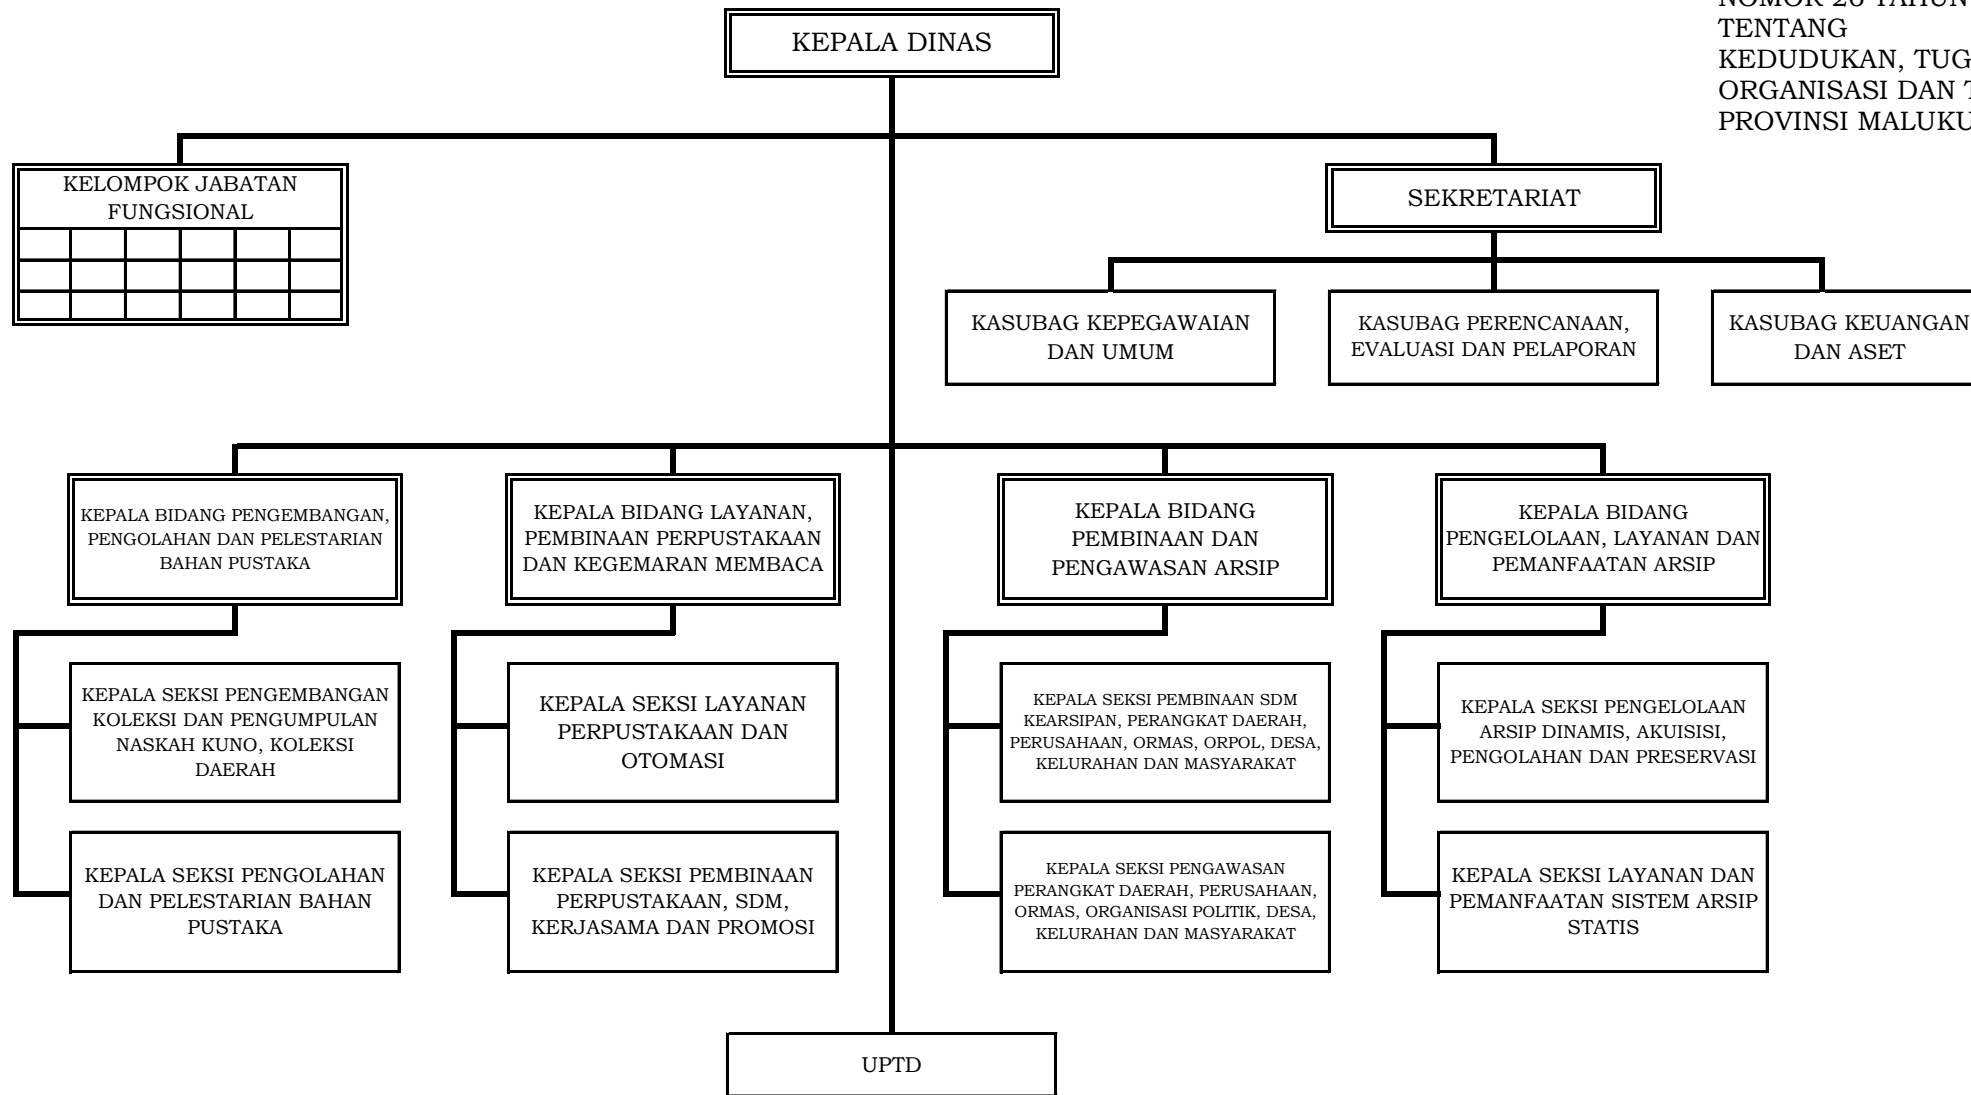 KEPALA DINAS
TENTANG
KEDUDUKAN, TUG
ORGANISASI DAN T
PROVINSI MALUKU
KELOMPOK JABATAN
FUNGSIONAL
SEKRETARIAT
KASUBAG KEPEGAWAIAN
DAN UMUM
KASUBAG PERENCANAAN,
EVALUASI DAN PELAPORAN
KASUBAG KEUANGAN
DAN ASET
KEPALA BIDANG PENGEMBANGAN,
PENGOLAHAN DAN PELESTARIAN
BAHAN PUSTAKA
KEPALA BIDANG LAYANAN,
PEMBINAAN PERPUSTAKAAN
DAN KEGEMARAN MEMBACA
KEPALA BIDANG
PEMBINAAN DAN
PENGAWASAN ARSIP
KEPALA BIDANG
PENGELOLAAN, LAYANAN DAN
PEMANFAATAN ARSIP
KEPALA SEKSI PENGEMBANGAN
KOLEKSI DAN PENGUMPULAN
NASKAH KUNO, KOLEKSI
DAERAH
KEPALA SEKSI LAYANAN
PERPUSTAKAAN DAN
OTOMASI
KEPALA SEKSI PEMBINAAN SDM
KEARSIPAN, PERANGKAT DAERAH,
PERUSAHAAN, ORMAS, ORPOL, DESA,
KELURAHAN DAN MASYARAKAT
KEPALA SEKSI PENGELOLAAN
ARSIP DINAMIS, AKUISISI,
PENGOLAHAN DAN PRESERVASI
KEPALA SEKSI PENGOLAHAN
DAN PELESTARIAN BAHAN
PUSTAKA
KEPALA SEKSI PEMBINAAN
PERPUSTAKAAN, SDM,
KERJASAMA DAN PROMOSI
KEPALA SEKSI PENGAWASAN
PERANGKAT DAERAH, PERUSAHAAN,
ORMAS, ORGANISASI POLITIK, DESA,
KELURAHAN DAN MASYARAKAT
KEPALA SEKSI LAYANAN DAN
PEMANFAATAN SISTEM ARSIP
STATIS
UPTD